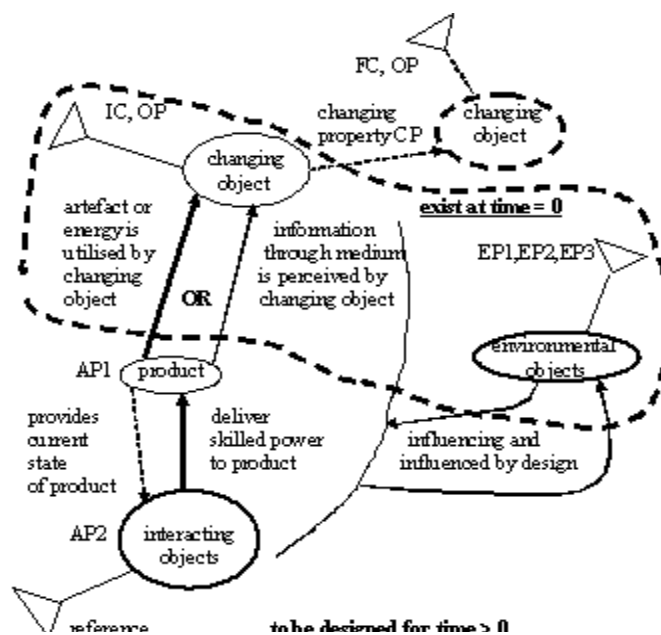 FC, OP
IC, OP
changing
property CP
changing
object
changing
object
exist at time = 0
artefact or
energy is
utilised by
changing
object
OR
information
through medium
is perceived by
changing object
EP1,EP2,EP3
environmental
objects
AP1
product
provides
current
state
of product
deliver
skilled power
to product
influencing and
influenced by design
AP2
interacting
objects
reference
to be designed for time > 0